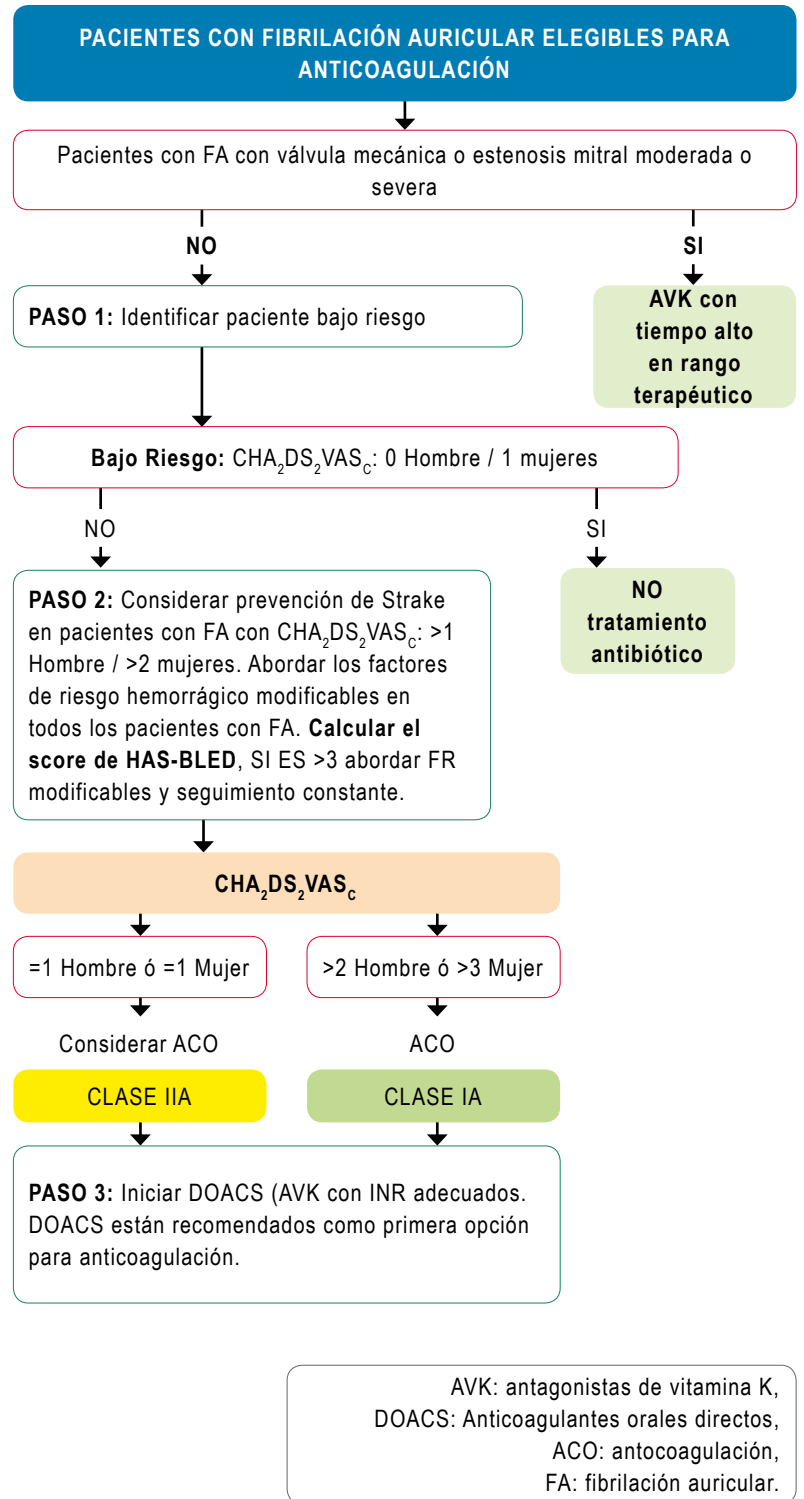 PACIENTES CON FIBRILACIÓN AURICULAR ELEGIBLES PARA
ANTICOAGULACIÓN
Pacientes con FA con válvula mecánica o estenosis mitral moderada o
severa
NO
SI
PASO 1: Identificar paciente bajo riesgo
AVK con
tiempo alto
en rango
terapéutico
Bajo Riesgo: CHA₂DS₂VAS꜀: 0 Hombre / 1 mujeres
NO
SI
PASO 2: Considerar prevención de Strake
en pacientes con FA con CHA₂DS₂VAS꜀: >1
Hombre / >2 mujeres. Abordar los factores
de riesgo hemorrágico modificables en
todos los pacientes con FA. Calcular el
score de HAS-BLED, SI ES >3 abordar FR
modificables y seguimiento constante.
NO
tratamiento
antibiótico
CHA₂DS₂VAS꜀
=1 Hombre ó =1 Mujer
>2 Hombre ó >3 Mujer
Considerar ACO
ACO
CLASE IIA
CLASE IA
PASO 3: Iniciar DOACS (AVK con INR adecuados.
DOACS están recomendados como primera opción
para anticoagulación.
AVK: antagonistas de vitamina K,
DOACS: Anticoagulantes orales directos,
ACO: antocoagulación,
FA: fibrilación auricular.